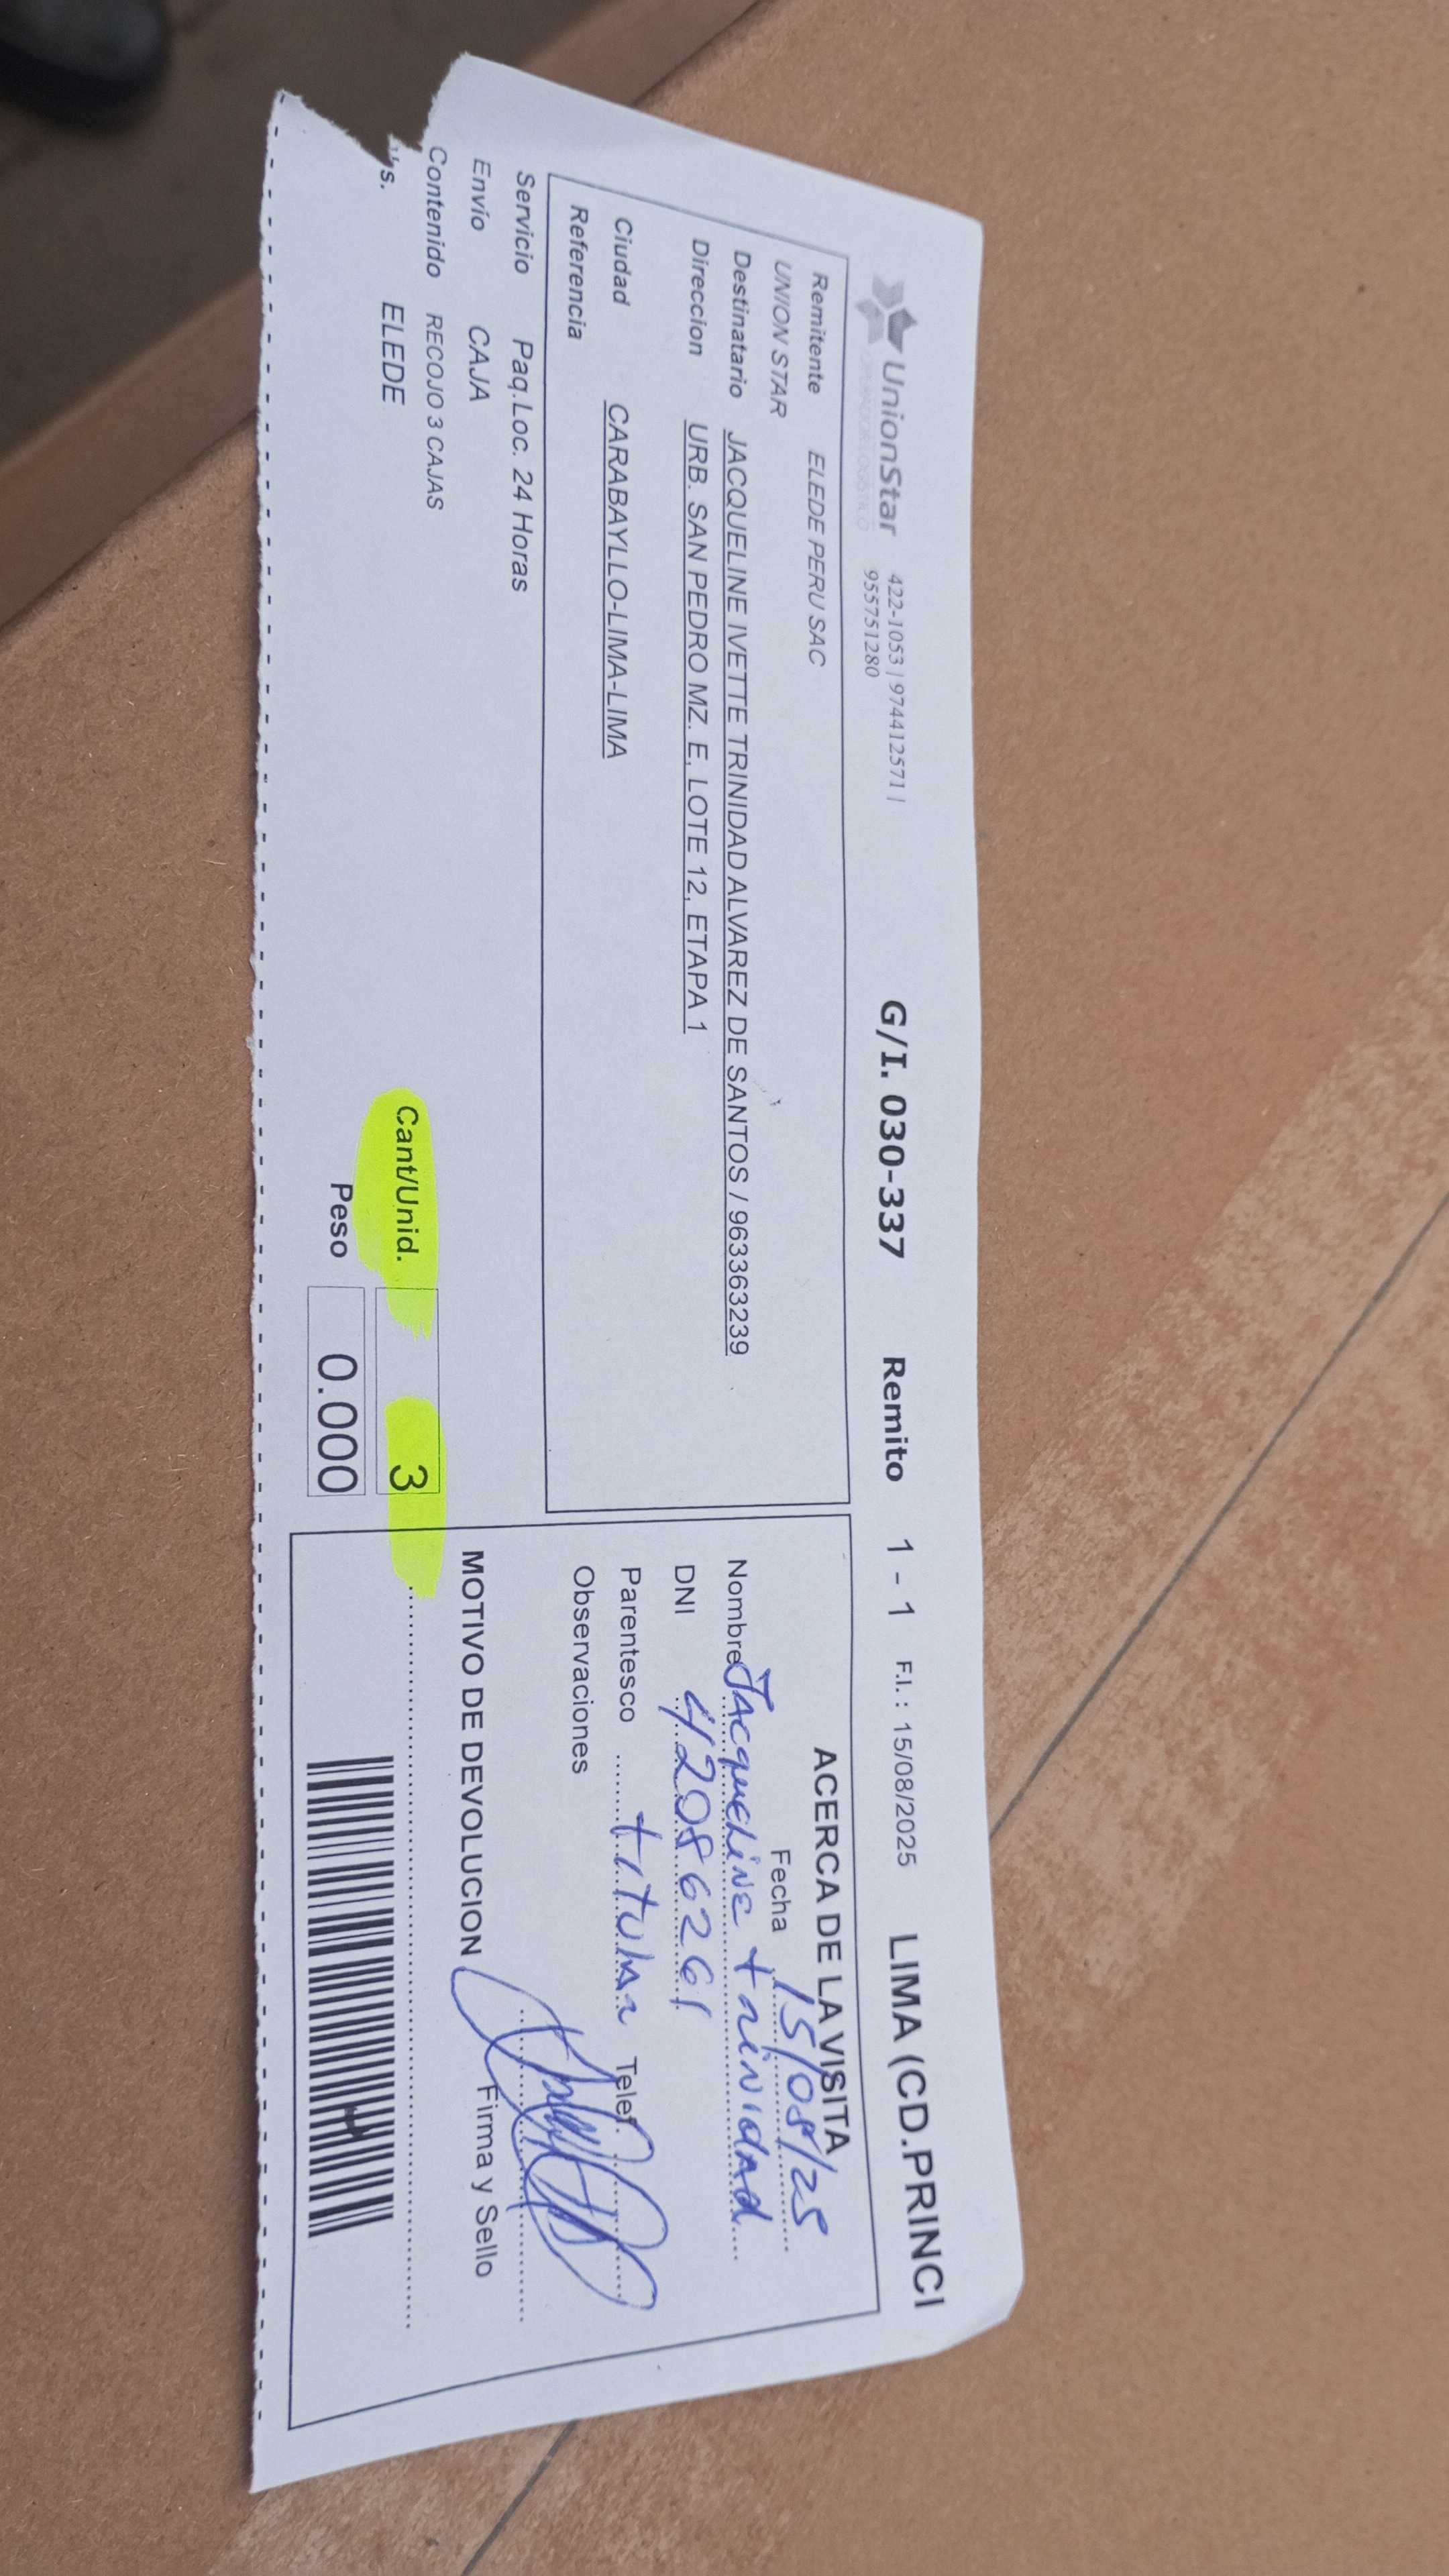 UnionStar 422-1053 | 974412571 |
OPERADOR LOGISTICO 955751280
G/I. 030-337 Remito 1 - 1 F.I. : 15/08/2025 LIMA (CD.PRINCI
Remitente ELEDE PERU SAC
UNION STAR
Destinatario JACQUELINE IVETTE TRINIDAD ALVAREZ DE SANTOS / 963363239
Direccion URB. SAN PEDRO MZ. E, LOTE 12, ETAPA 1
Ciudad CARABAYLLO-LIMA-LIMA
Referencia
Servicio Paq.Loc. 24 Horas
Envío CAJA
Contenido RECOJO 3 CAJAS
ELEDE
Cant/Unid. 3
Peso 0.000
ACERCA DE LA VISITA
Fecha 15/08/25
Nombre Jacqueline trinidad
DNI 42086261
Parentesco titular Telef.
Observaciones
Firma y Sello
MOTIVO DE DEVOLUCION